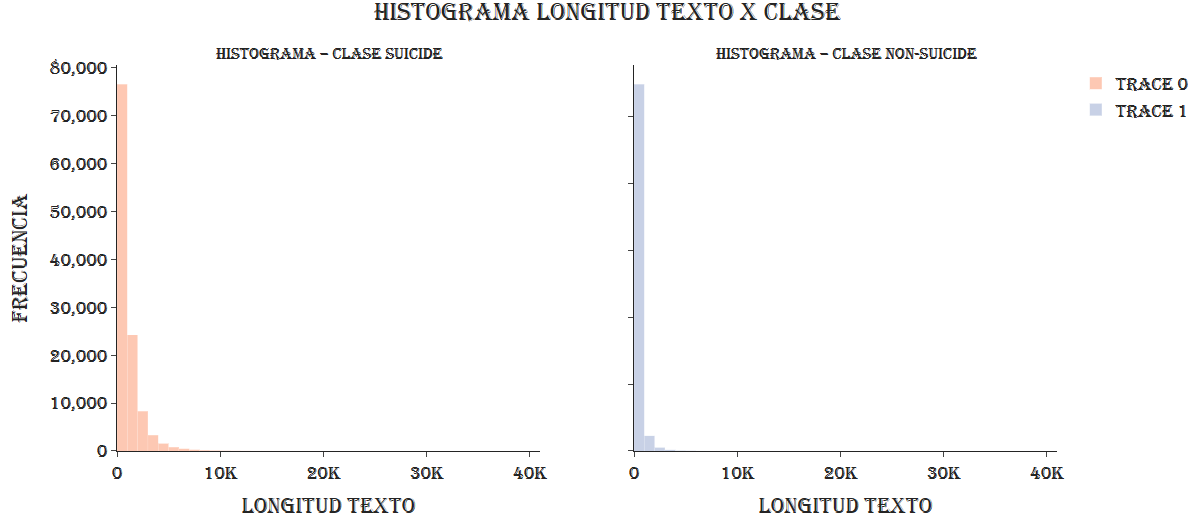 HISTOGRAMA LONGITUD TEXTO X CLASE
HISTOGRAMA – CLASE SUICIDE
HISTOGRAMA – CLASE NON-SUICIDE
80,000
70,000
60,000
50,000
40,000
30,000
20,000
10,000
0
FRECUENCIA
0 10K 20K 30K 40K
0 10K 20K 30K 40K
LONGITUD TEXTO
LONGITUD TEXTO
TRACE 0
TRACE 1